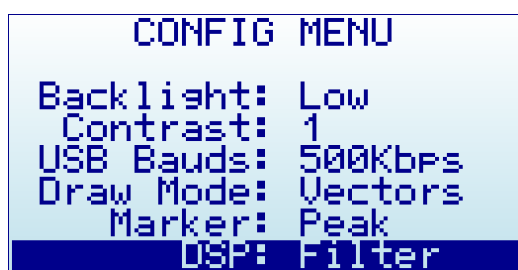 CONFIG MENU
Backlight: Low
Contrast: 1
USB Bauds: 500Kbps
Draw Mode: Vectors
Marker: Peak
DSP: Filter